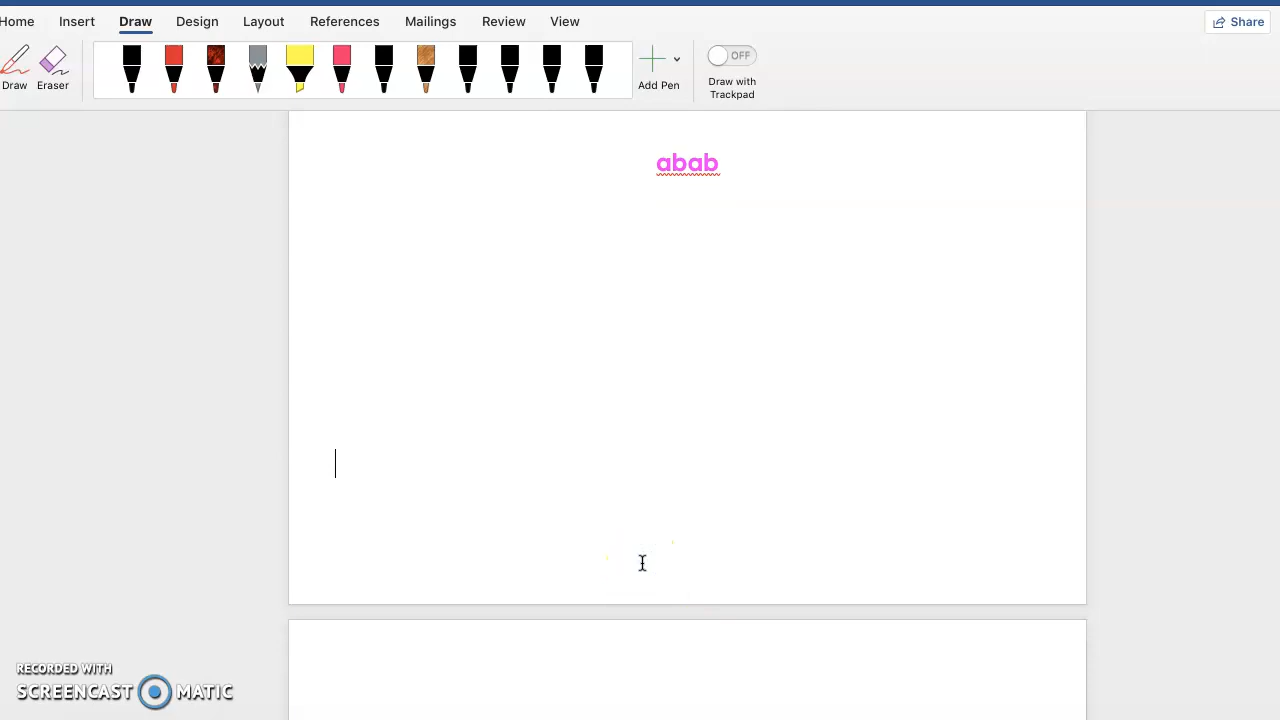 Home Insert Draw Design Layout References Mailings Review View Share
Draw Eraser Add Pen OFF Draw with Trackpad
abab
RECORDED WITH
SCREENCAST MATIC